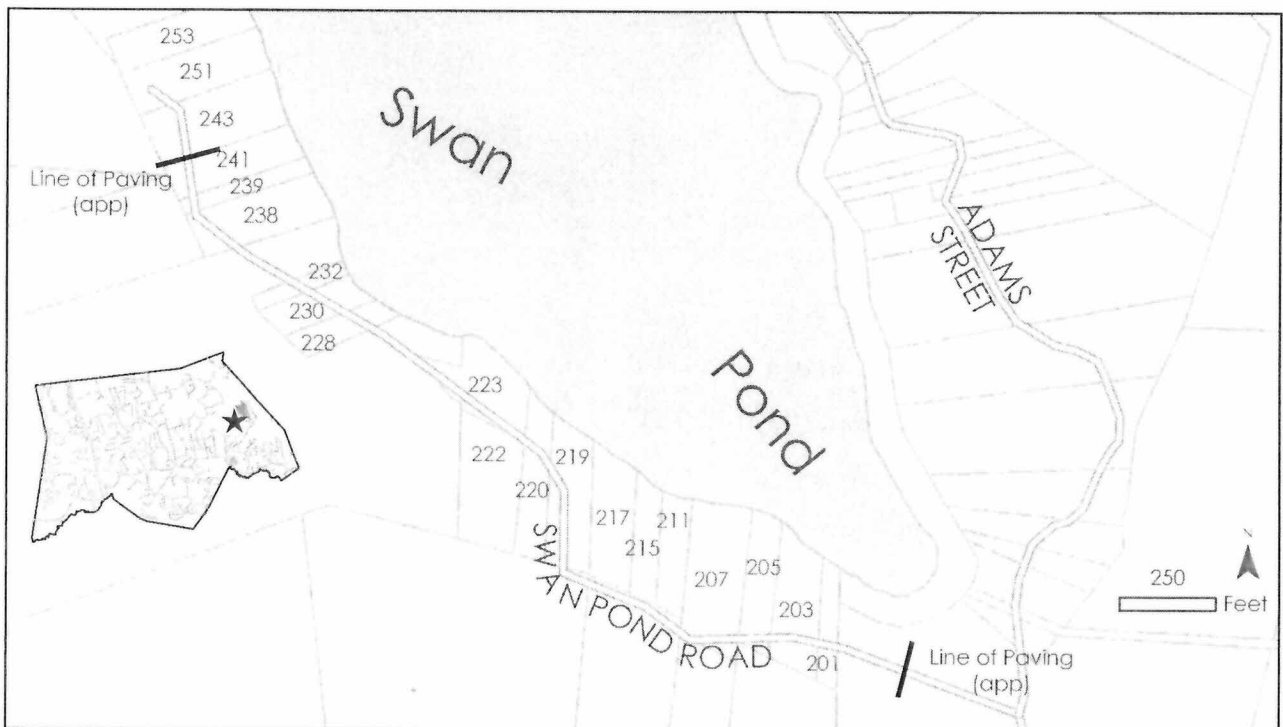 253
251
243
241
239
238
Line of Paving
(app)
Swan
Pond
ADAMS
STREET
232
230
228
223
222
219
220
217
211
215
207
205
203
201
SWAN POND ROAD
N
250
Feet
Line of Paving
(app)